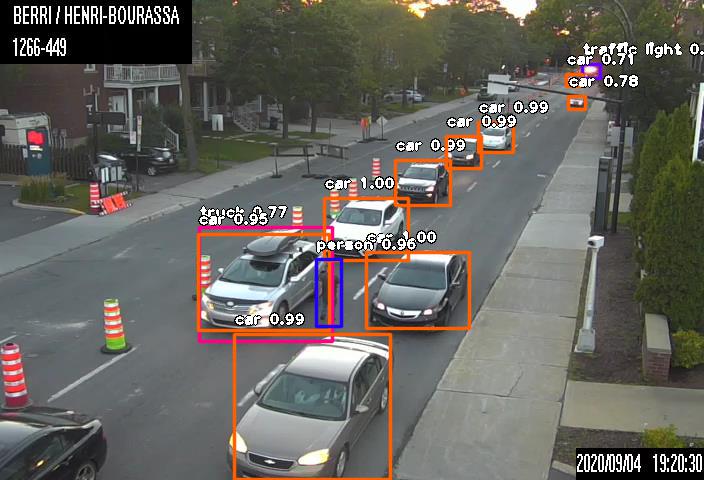 BERRI / HENRI-BOURASSA
1266-449
traffic light 0.
car 0.71
car 0.78
car 0.99
car 0.99
car 0.99
car 1.00
truck 0.77
car 0.95
person 0.96
car 1.00
car 0.99
2020/09/04 19:20:30